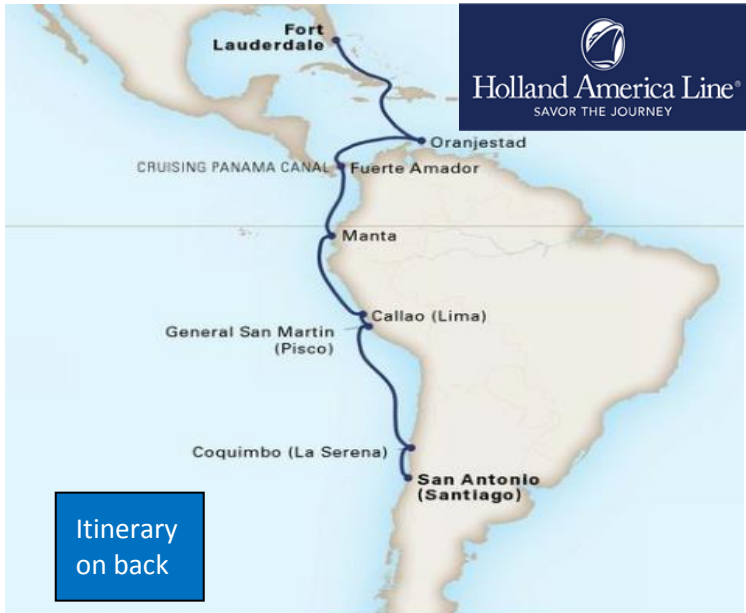 Fort
Lauderdale
Holland America Line®
SAVOR THE JOURNEY
Oranjestad
CRUISING PANAMA CANAL
Fuerte Amador
Manta
Callao (Lima)
General San Martin
(Pisco)
Coquimbo (La Serena)
San Antonio
(Santiago)
Itinerary
on back